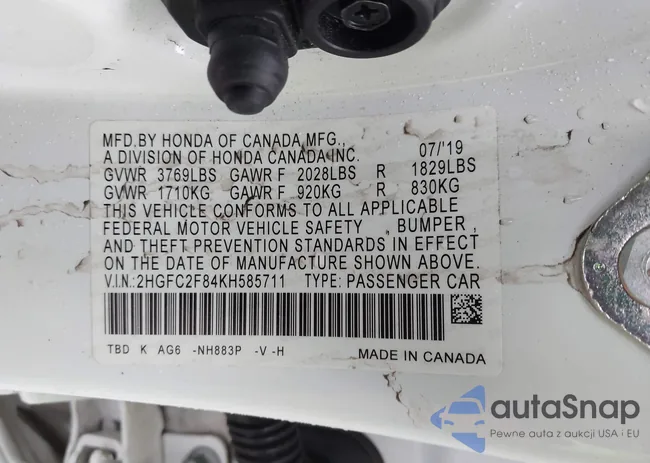 MFD.BY HONDA OF CANADA MFG.,
A DIVISION OF HONDA CANADA INC. 07/'19
GVWR 3769LBS GAWR F 2028LBS R 1829LBS
GVWR 1710KG GAWR F 920KG R 830KG
THIS VEHICLE CONFORMS TO ALL APPLICABLE
FEDERAL MOTOR VEHICLE SAFETY , BUMPER ,
AND THEFT PREVENTION STANDARDS IN EFFECT
ON THE DATE OF MANUFACTURE SHOWN ABOVE.
V.I.N.:2HGFC2F84KH585711 TYPE: PASSENGER CAR
TBD K AG6 -NH883P -V -H MADE IN CANADA
autaSnap
Pewne auta z aukcji USA i EU